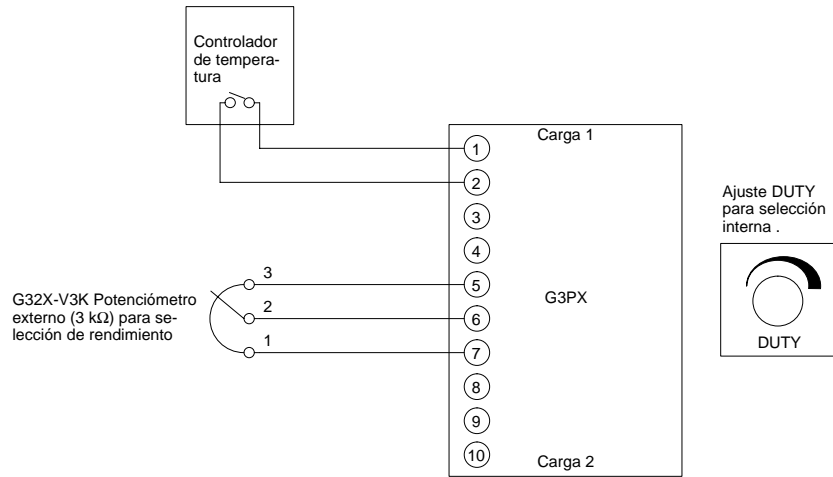 Controlador
de tempera-
tura
Carga 1
1
2
3
4
5
6
7
8
9
10
G3PX
Carga 2
3
2
1
G32X-V3K Potenciómetro
externo (3 kΩ) para se-
lección de rendimiento
Ajuste DUTY
para selección
interna .
DUTY